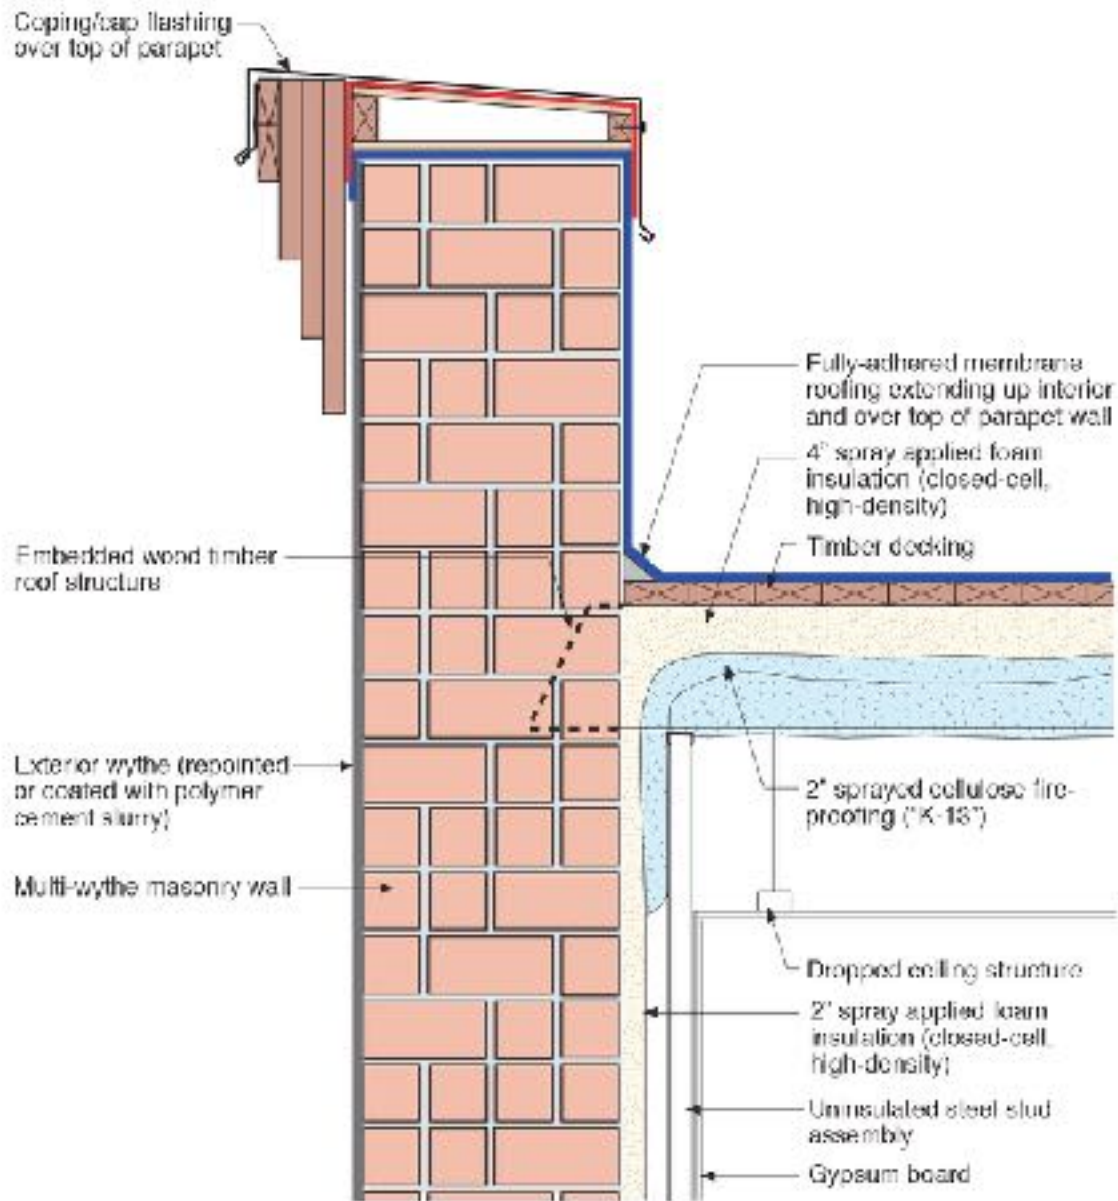 Coping/cap flashing
over top of parapet
Fully-adhered membrane
roofing extending up interior
and over top of parapet wall
4" spray applied foam
insulation (closed-cell,
high-density)
Timber decking
Embedded wood timber
roof structure
Exterior wythe (repointed
or coated with polymer
cement slurry)
2" sprayed cellulose fire-
proofing ("K-13")
Multi-wythe masonry wall
Dropped ceiling structure
2" spray applied foam
insulation (closed-cell,
high-density)
Uninsulated steel stud
assembly
Gypsum board